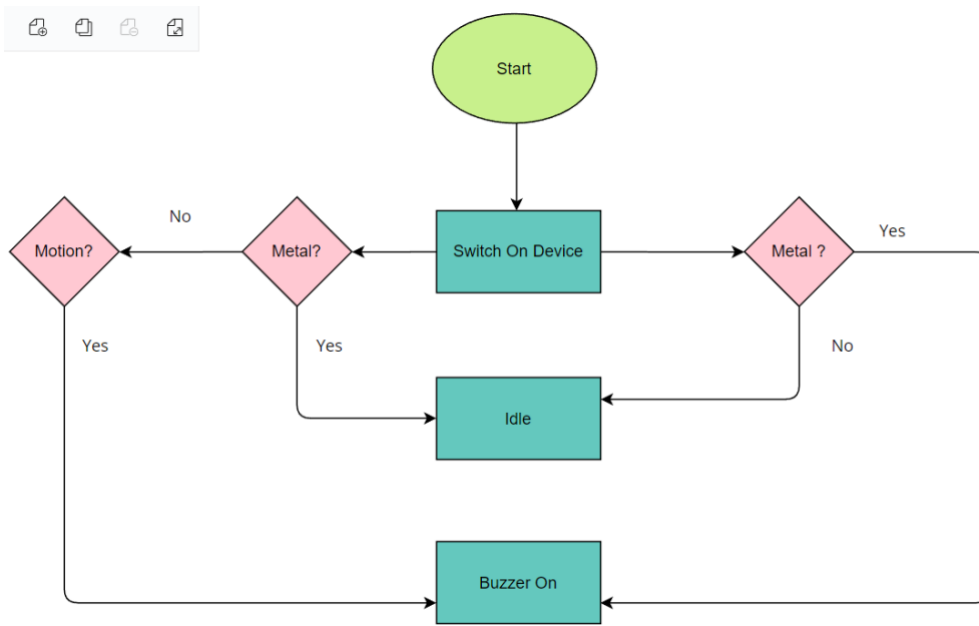 Start
No
Yes
Motion?
Metal?
Switch On Device
Metal ?
Yes
Yes
No
Idle
Buzzer On